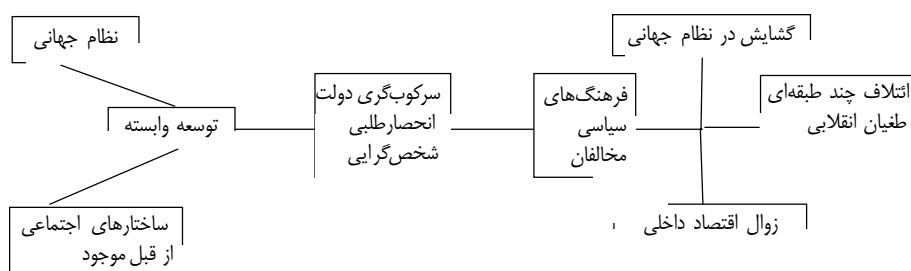 نظام جهانی
توسعه وابسته
ساختارهای اجتماعی
از قبل موجود
سرکوب‌گری دولت
انحصارطلبی
شخص‌گرایی
فرهنگ‌های
سیاسی
مخالفان
گشایش در نظام جهانی
ائتلاف چند طبقه‌ای
طغیان انقلابی
زوال اقتصاد داخلی